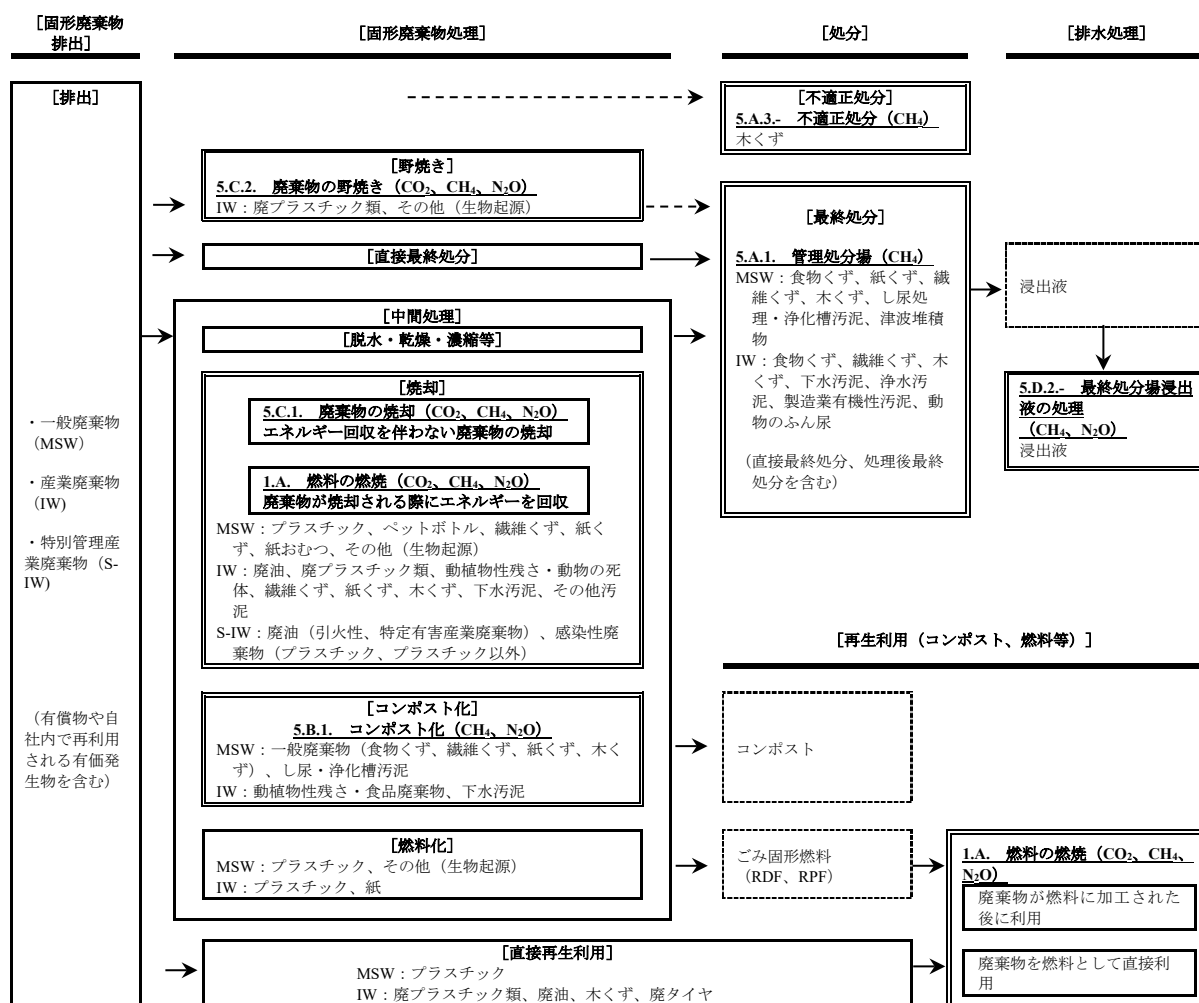 [固形廃棄物
排出]
[固形廃棄物処理]
[処分]
[排水処理]
[排出]
・一般廃棄物
(MSW)
・産業廃棄物
(IW)
・特別管理産
業廃棄物（S-
IW)
（有償物や自
社内で再利用
される有価発
生物を含む）
[野焼き]
5.C.2. 廃棄物の野焼き（CO2、CH4、N2O）
IW：廃プラスチック類、その他（生物起源）
[直接最終処分]
[中間処理]
[脱水・乾燥・濃縮等]
[焼却]
5.C.1. 廃棄物の焼却（CO2、CH4、N2O）
エネルギー回収を伴わない廃棄物の焼却
1.A. 燃料の燃焼（CO2、CH4、N2O）
廃棄物が焼却される際にエネルギーを回収
MSW：プラスチック、ペットボトル、繊維くず、紙く
ず、紙おむつ、その他（生物起源）
IW：廃油、廃プラスチック類、動植物性残さ・動物の死
体、繊維くず、紙くず、木くず、下水汚泥、その他汚
泥
S-IW：廃油（引火性、特定有害産業廃棄物）、感染性廃
棄物（プラスチック、プラスチック以外）
[コンポスト化]
5.B.1. コンポスト化（CH4、N2O）
MSW：一般廃棄物（食物くず、繊維くず、紙くず、木く
ず）、し尿・浄化槽汚泥
IW：動植物性残さ・食品廃棄物、下水汚泥
[燃料化]
MSW：プラスチック、その他（生物起源）
IW：プラスチック、紙
[直接再生利用]
MSW：プラスチック
IW：廃プラスチック類、廃油、木くず、廃タイヤ
[不適正処分]
5.A.3.- 不適正処分（CH4）
木くず
[最終処分]
5.A.1. 管理処分場（CH4）
MSW：食物くず、紙くず、繊
維くず、木くず、し尿処
理・浄化槽汚泥、津波堆積
物
IW：食物くず、繊維くず、木
くず、下水汚泥、浄水汚
泥、製造業有機性汚泥、動
物のふん尿
（直接最終処分、処理後最終
処分を含む）
浸出液
5.D.2.- 最終処分場浸出
液の処理
（CH4、N2O）
浸出液
[再生利用（コンポスト、燃料等）]
コンポスト
ごみ固形燃料
（RDF、RPF）
1.A. 燃料の燃焼（CO2、CH4、
N2O）
廃棄物が燃料に加工された
後に利用
廃棄物を燃料として直接利
用